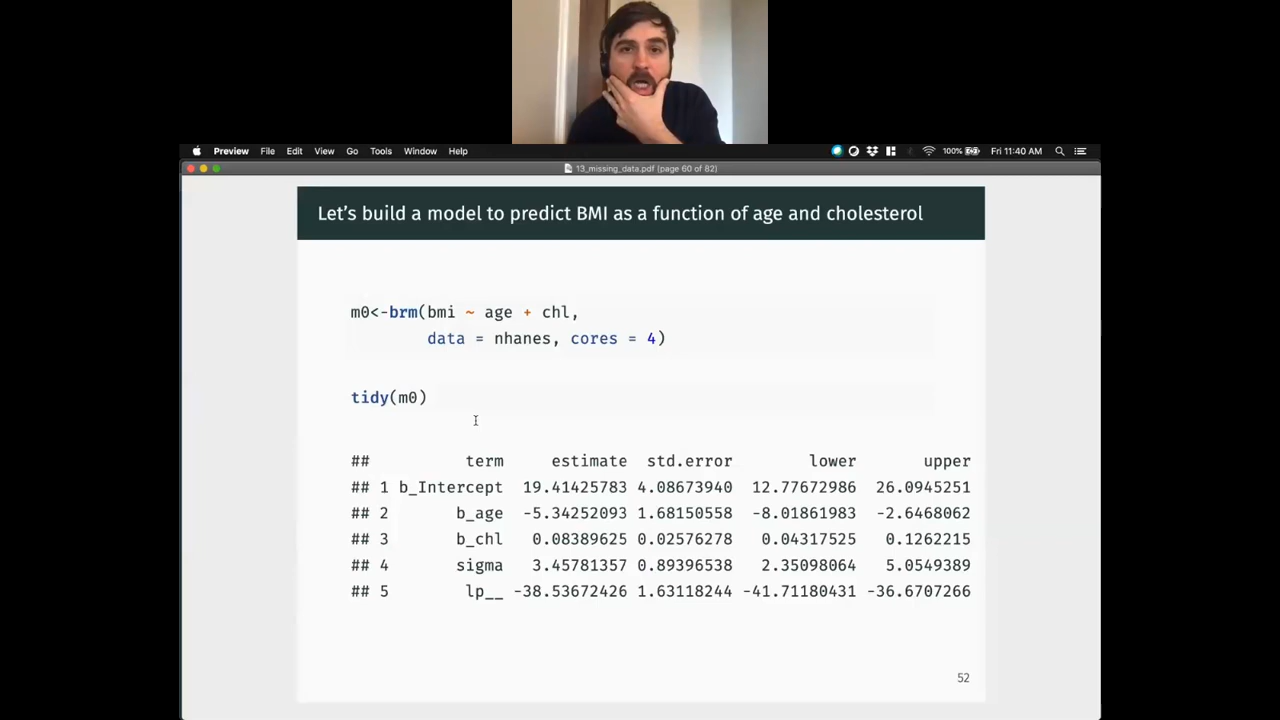 Preview File Edit View Go Tools Window Help 100% Fri 11:40 AM
13_missing_data.pdf (page 60 of 82)
Let's build a model to predict BMI as a function of age and cholesterol
m0<-brm(bmi ~ age + chl,
data = nhanes, cores = 4)
tidy(m0)
## term estimate std.error lower upper
## 1 b_Intercept 19.41425783 4.08673940 12.77672986 26.0945251
## 2 b_age -5.34252093 1.68150558 -8.01861983 -2.6468062
## 3 b_chl 0.08389625 0.02576278 0.04317525 0.1262215
## 4 sigma 3.45781357 0.89396538 2.35098064 5.0549389
## 5 lp__ -38.53672426 1.63118244 -41.71180431 -36.6707266
52